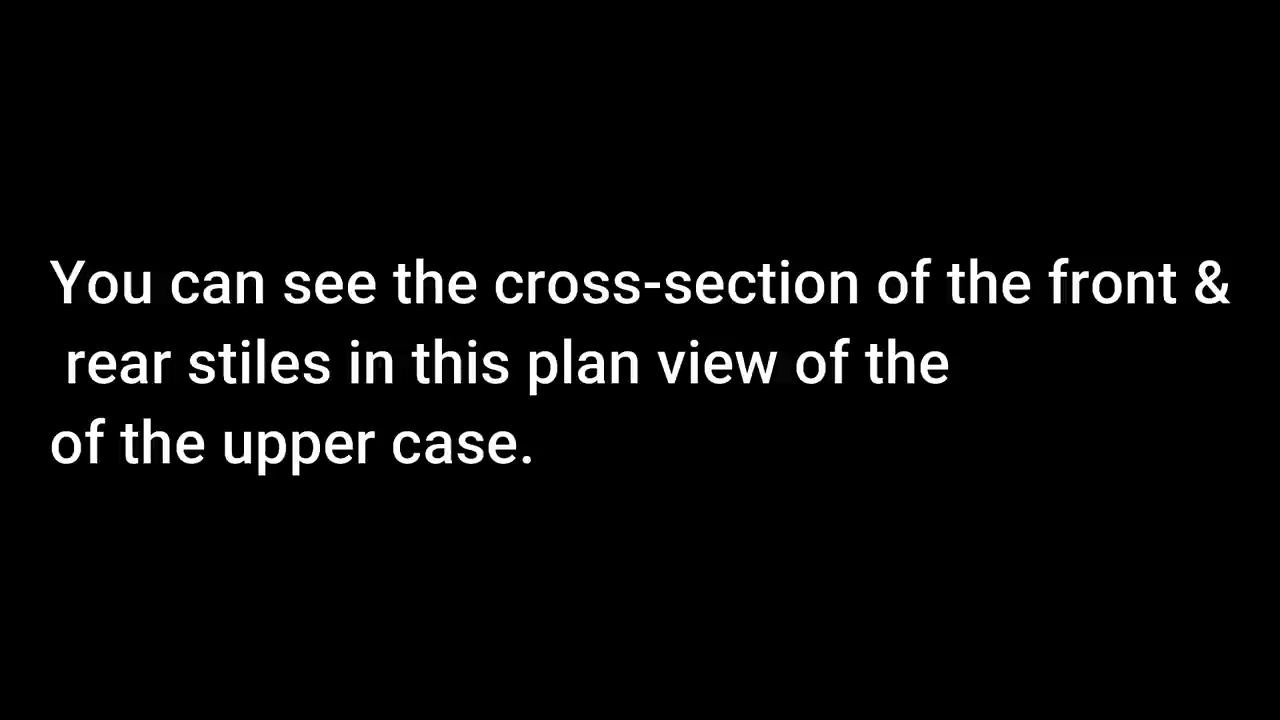 You can see the cross-section of the front &
rear stiles in this plan view of the
of the upper case.